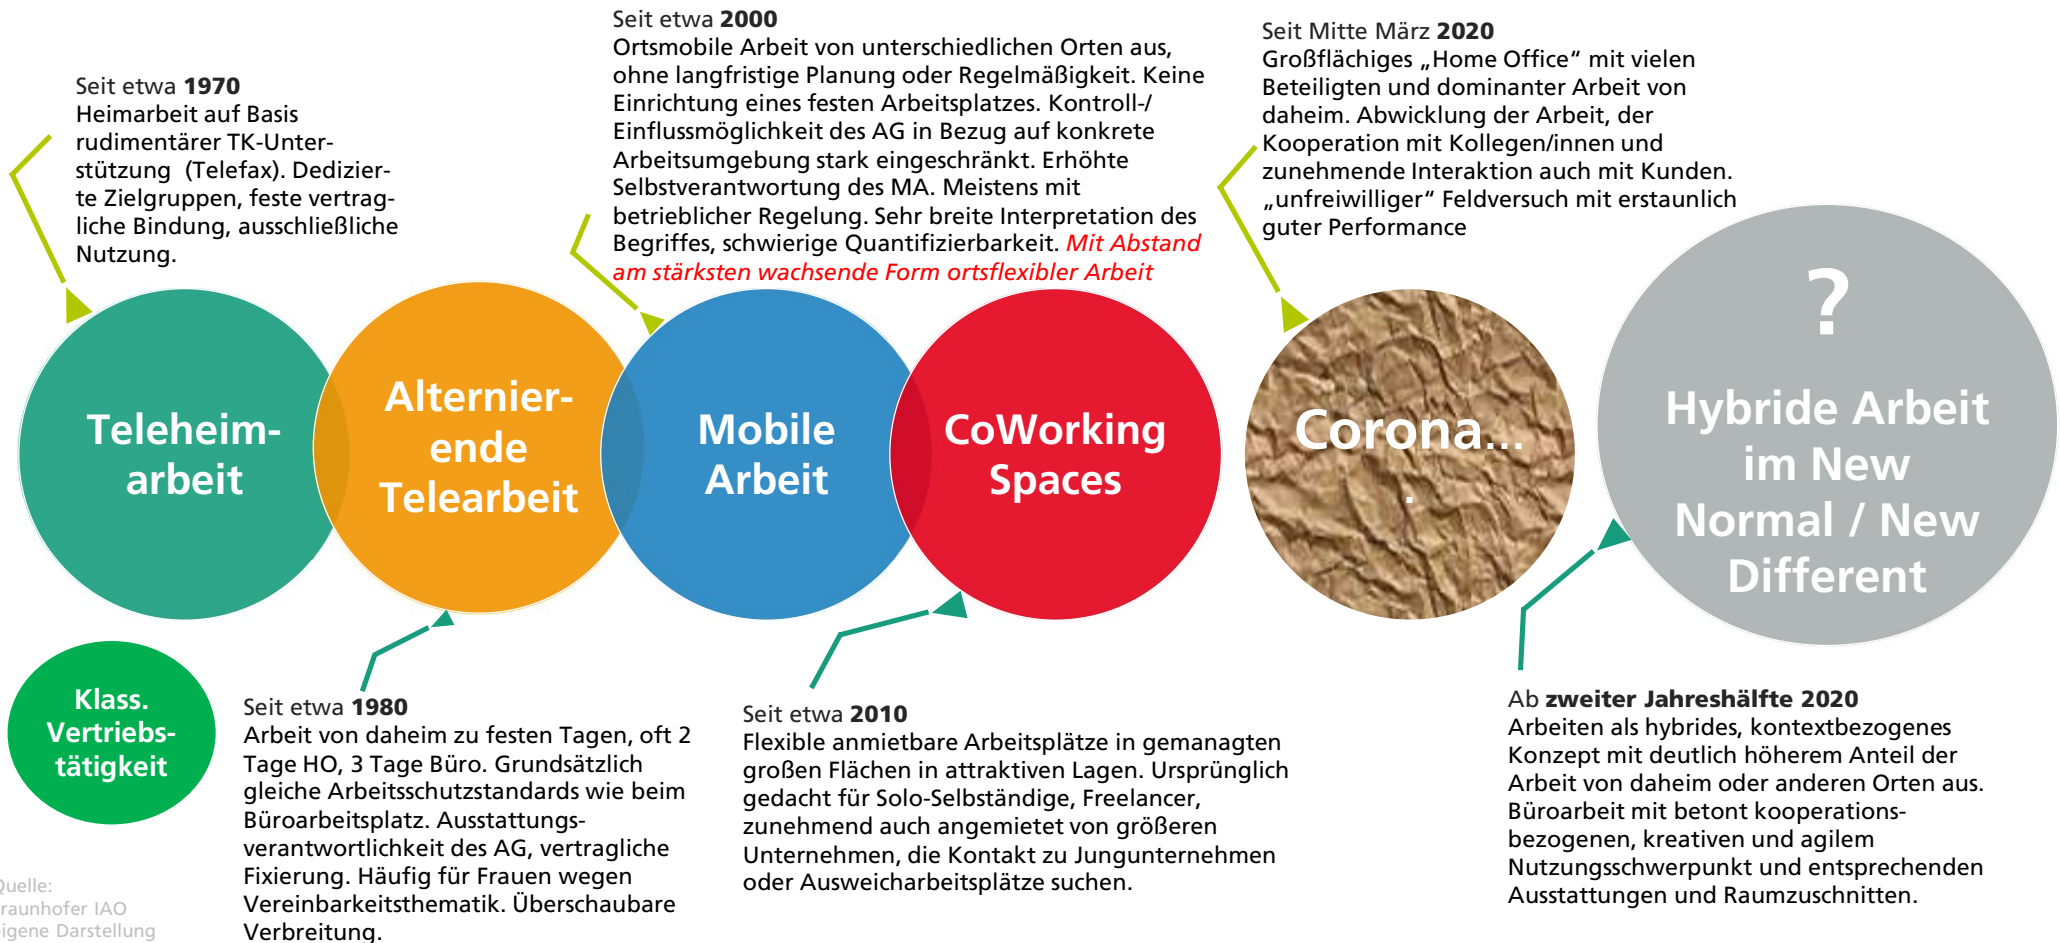 Seit etwa 1970
Heimarbeit auf Basis
rudimentärer TK-Unter-
stützung (Telefax). Dedizier-
te Zielgruppen, feste vertrag-
liche Bindung, ausschließliche
Nutzung.
Seit etwa 2000
Ortsmobile Arbeit von unterschiedlichen Orten aus,
ohne langfristige Planung oder Regelmäßigkeit. Keine
Einrichtung eines festen Arbeitsplatzes. Kontroll-/
Einflussmöglichkeit des AG in Bezug auf konkrete
Arbeitsumgebung stark eingeschränkt. Erhöhte
Selbstverantwortung des MA. Meistens mit
betrieblicher Regelung. Sehr breite Interpretation des
Begriffes, schwierige Quantifizierbarkeit. Mit Abstand
am stärksten wachsende Form ortsflexibler Arbeit
Seit Mitte März 2020
Großflächiges „Home Office“ mit vielen
Beteiligten und dominanter Arbeit von
daheim. Abwicklung der Arbeit, der
Kooperation mit Kollegen/innen und
zunehmende Interaktion auch mit Kunden.
„unfreiwilliger“ Feldversuch mit erstaunlich
guter Performance
Teleheim-
arbeit
Alternier-
ende
Telearbeit
Mobile
Arbeit
CoWorking
Spaces
Corona...
.
?
Hybride Arbeit
im New
Normal / New
Different
Klass.
Vertriebs-
tätigkeit
Seit etwa 1980
Arbeit von daheim zu festen Tagen, oft 2
Tage HO, 3 Tage Büro. Grundsätzlich
gleiche Arbeitsschutzstandards wie beim
Büroarbeitsplatz. Ausstattungs-
verantwortlichkeit des AG, vertragliche
Fixierung. Häufig für Frauen wegen
Vereinbarkeitsthematik. Überschaubare
Verbreitung.
Seit etwa 2010
Flexible anmietbare Arbeitsplätze in gemanagten
großen Flächen in attraktiven Lagen. Ursprünglich
gedacht für Solo-Selbständige, Freelancer,
zunehmend auch angemietet von größeren
Unternehmen, die Kontakt zu Jungunternehmen
oder Ausweicharbeitsplätze suchen.
Ab zweiter Jahreshälfte 2020
Arbeiten als hybrides, kontextbezogenes
Konzept mit deutlich höherem Anteil der
Arbeit von daheim oder anderen Orten aus.
Büroarbeit mit betont kooperations-
bezogenen, kreativen und agilem
Nutzungsschwerpunkt und entsprechenden
Ausstattungen und Raumzuschnitten.
Quelle:
Fraunhofer IAO
eigene Darstellung